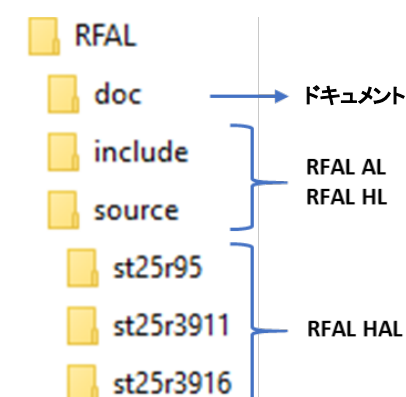 RFAL
doc
ドキュメント
include
source
RFAL AL
RFAL HL
st25r95
st25r3911
st25r3916
RFAL HAL